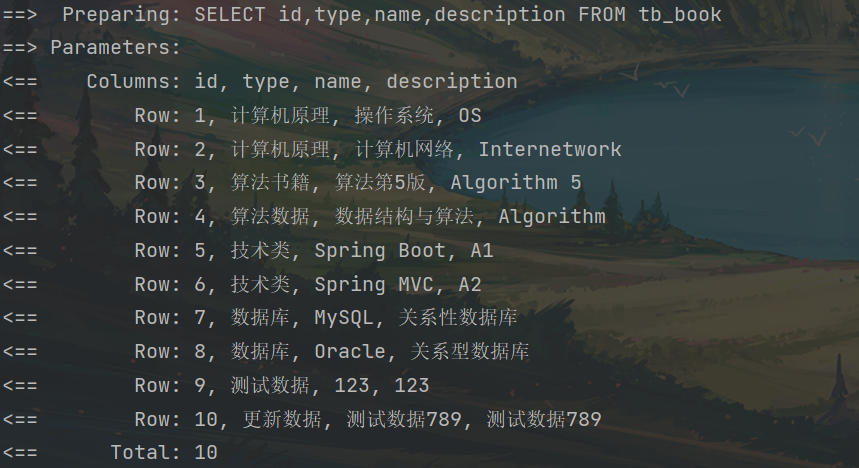 ==>  Preparing: SELECT id,type,name,description FROM tb_book
==> Parameters:
<==    Columns: id, type, name, description
<==        Row: 1, 计算机原理, 操作系统, OS
<==        Row: 2, 计算机原理, 计算机网络, Internetwork
<==        Row: 3, 算法书籍, 算法第5版, Algorithm 5
<==        Row: 4, 算法数据, 数据结构与算法, Algorithm
<==        Row: 5, 技术类, Spring Boot, A1
<==        Row: 6, 技术类, Spring MVC, A2
<==        Row: 7, 数据库, MySQL, 关系性数据库
<==        Row: 8, 数据库, Oracle, 关系型数据库
<==        Row: 9, 测试数据, 123, 123
<==        Row: 10, 更新数据, 测试数据789, 测试数据789
<==      Total: 10